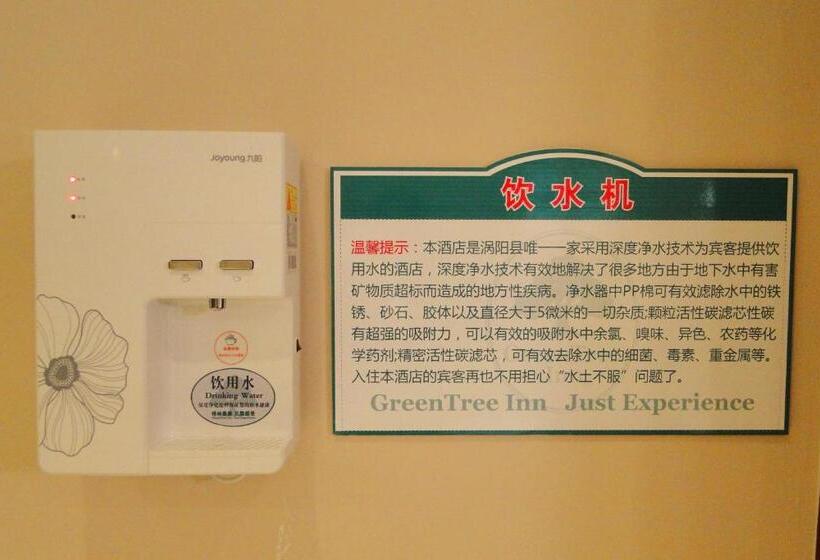 Joyoung 九阳
饮用水
Drinking Water
饮水机
温馨提示：本酒店是涡阳县唯一一家采用深度净水技术为宾客提供饮
用水的酒店，深度净水技术有效地解决了很多地方由于地下水中有害
矿物质超标而造成的地方性疾病。净水器中PP棉可有效滤除水中的铁
锈、砂石、胶体以及直径大于5微米的一切杂质;颗粒活性碳滤芯性碳
有超强的吸附力，可以有效的吸附水中余氯、嗅味、异色、农药等化
学药剂;精密活性碳滤芯，可有效去除水中的细菌、毒素、重金属等。
入住本酒店的宾客再也不用担心“水土不服”问题了。
GreenTree Inn Just Experience